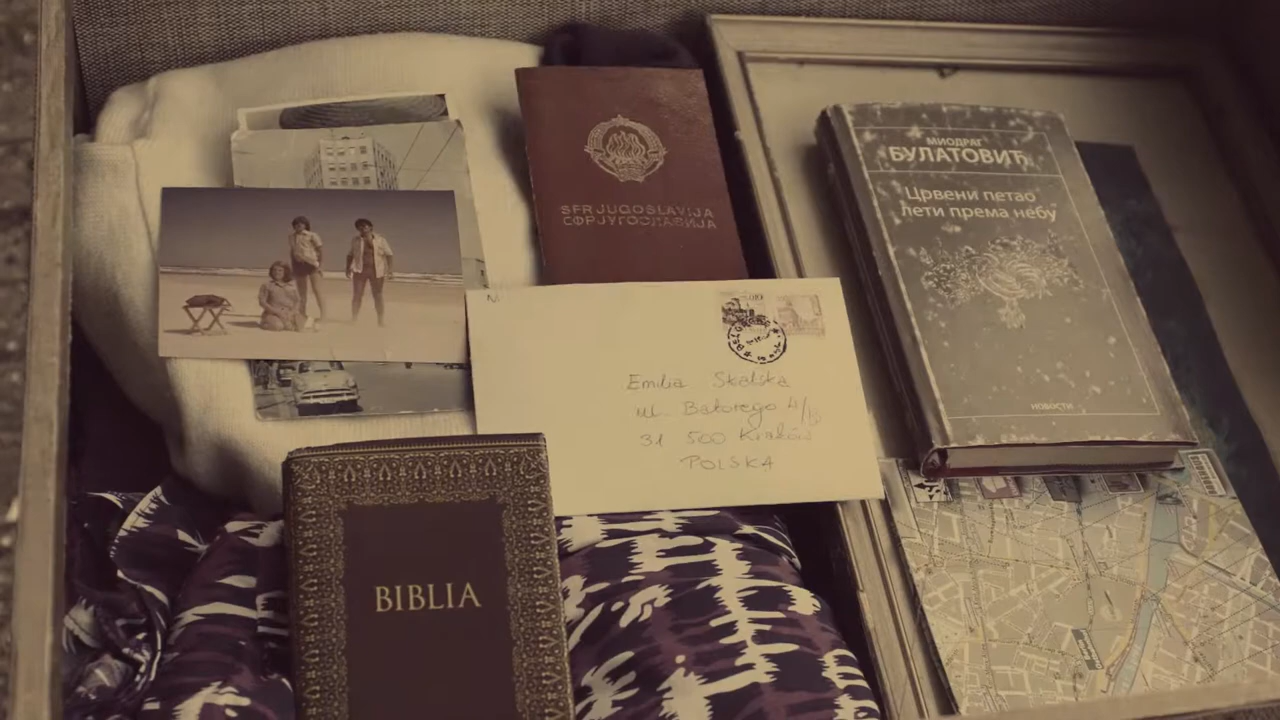 SFR JUGOSLAVIJA
СФР ЈУГОСЛАВИЈА
МИОДРАГ
БУЛАТОВИЋ
Црвени петао
лети према небу
НОВОСТИ
Emilia Skalska
ul. Batorego 4/13
31 500 Kraków
POLSKA
BIBLIA